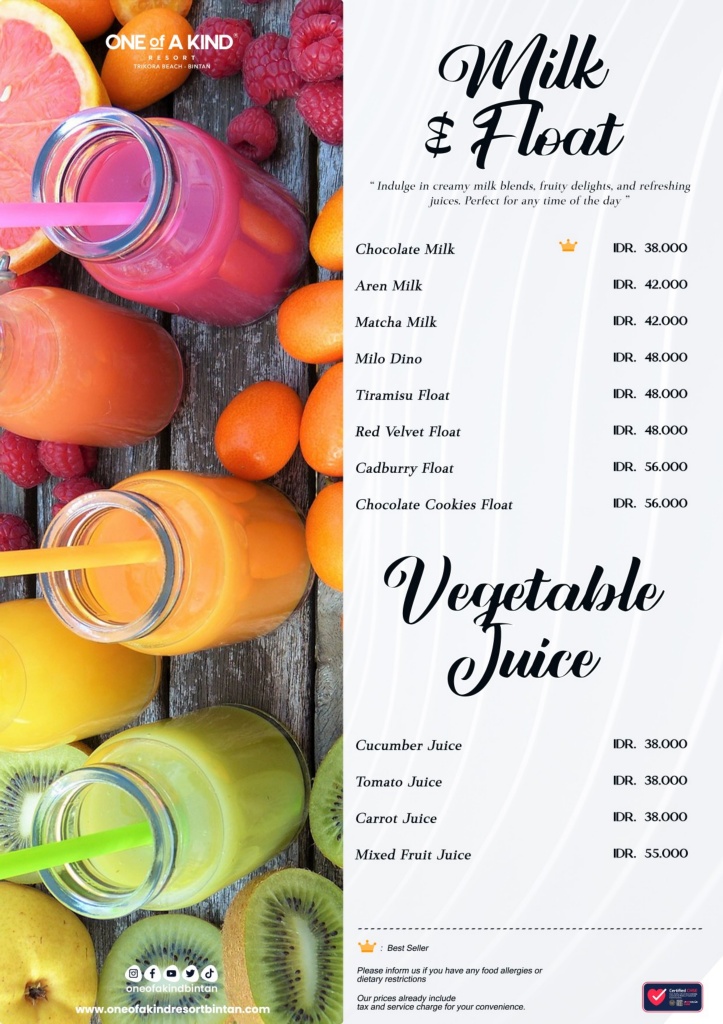 ONE of A KIND
RESORT
TRIKORA BEACH - BINTAN
Milk
& Float
“ Indulge in creamy milk blends, fruity delights, and refreshing
juices. Perfect for any time of the day ”
Chocolate Milk IDR. 38.000
Aren Milk IDR. 42.000
Matcha Milk IDR. 42.000
Milo Dino IDR. 48.000
Tiramisu Float IDR. 48.000
Red Velvet Float IDR. 48.000
Cadburry Float IDR. 56.000
Chocolate Cookies Float IDR. 56.000
Vegetable
Juice
Cucumber Juice IDR. 38.000
Tomato Juice IDR. 38.000
Carrot Juice IDR. 38.000
Mixed Fruit Juice IDR. 55.000
: Best Seller
Please inform us if you have any food allergies or
dietary restrictions
Our prices already include
tax and service charge for your convenience.
oneofakindbintan
www.oneofakindresortbintan.com
Certified